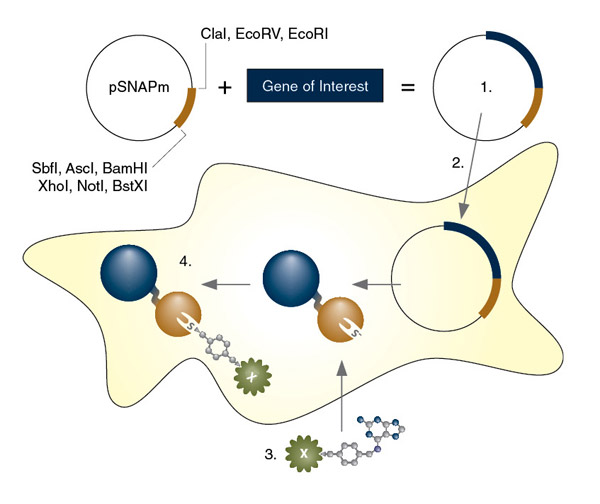 ClaI, EcoRV, EcoRI
pSNAPm
+
Gene of Interest
=
1.
SbfI, AscI, BamHI
XhoI, NotI, BstXI
2.
4.
S-
S
X
3.
X